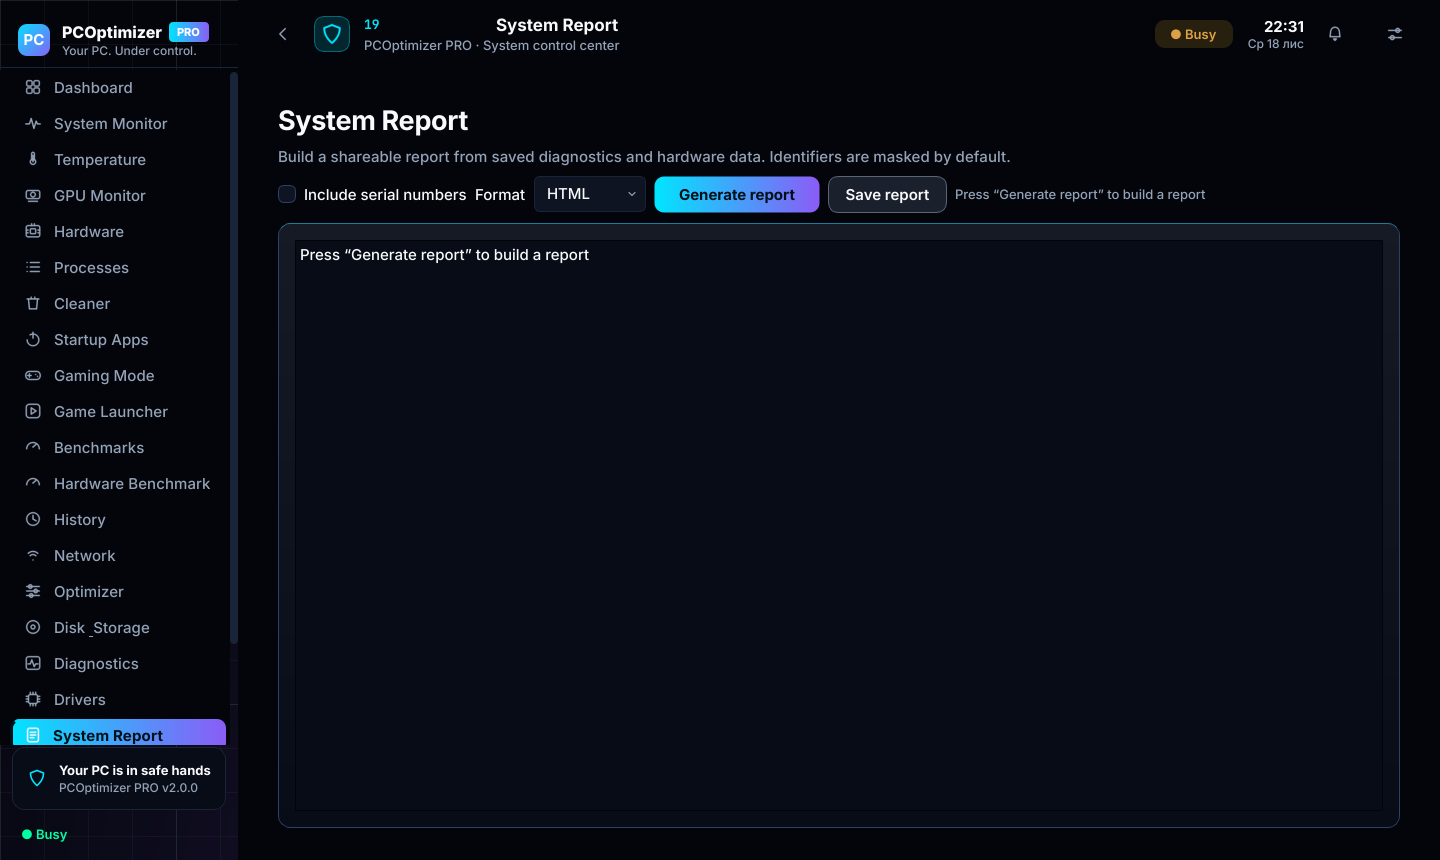 PC
PCOptimizer PRO
Your PC. Under control.
Dashboard
System Monitor
Temperature
GPU Monitor
Hardware
Processes
Cleaner
Startup Apps
Gaming Mode
Game Launcher
Benchmarks
Hardware Benchmark
History
Network
Optimizer
Disk _Storage
Diagnostics
Drivers
System Report
Your PC is in safe hands
PCOptimizer PRO v2.0.0
Busy
19 System Report
PCOptimizer PRO · System control center
Busy
22:31
Ср 18 лис
System Report
Build a shareable report from saved diagnostics and hardware data. Identifiers are masked by default.
Include serial numbers Format HTML Generate report Save report Press “Generate report” to build a report
Press “Generate report” to build a report